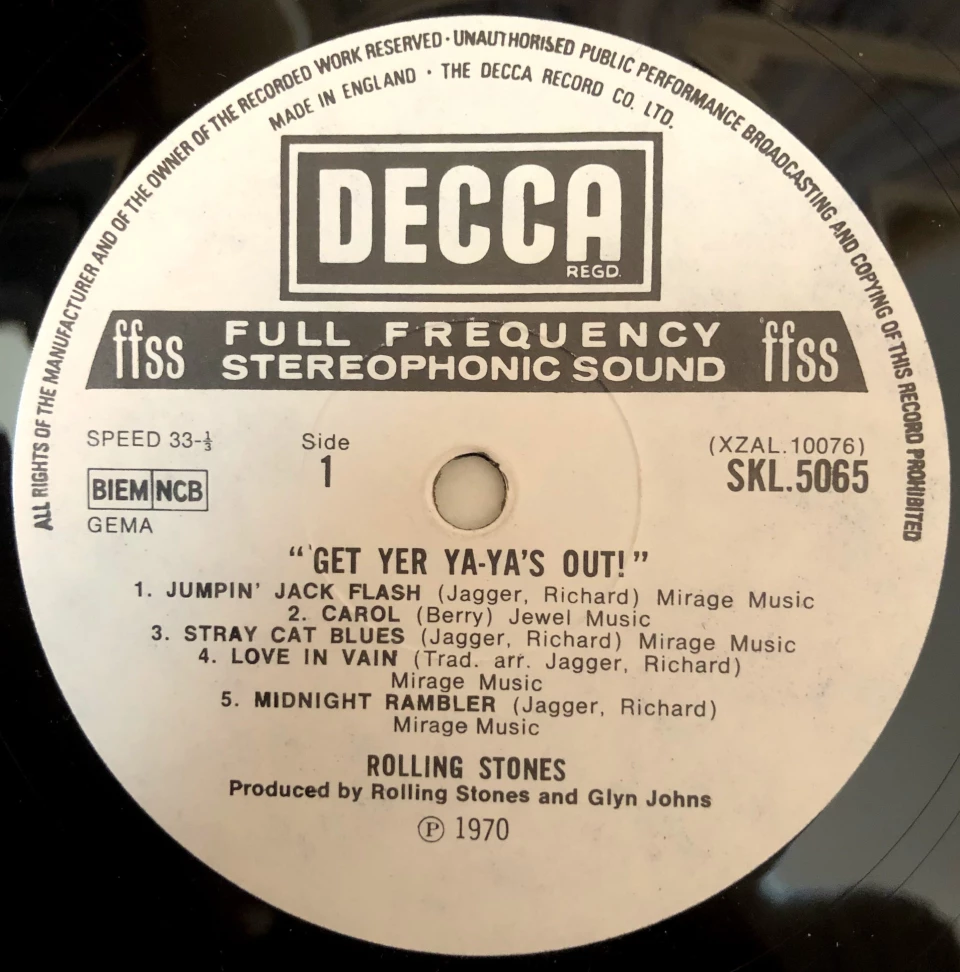 ALL RIGHTS OF THE MANUFACTURER AND OF THE OWNER OF THE RECORDED WORK RESERVED · UNAUTHORISED PUBLIC PERFORMANCE BROADCASTING AND COPYING OF THIS RECORD PROHIBITED
MADE IN ENGLAND · THE DECCA RECORD CO. LTD.
DECCA
REGD.
ffss FULL FREQUENCY ffss
STEREOPHONIC SOUND
SPEED 33-⅓
Side
1
(XZAL.10076)
SKL.5065
BIEM NCB
GEMA
“GET YER YA-YA'S OUT!”
1. JUMPIN' JACK FLASH (Jagger, Richard) Mirage Music
2. CAROL (Berry) Jewel Music
3. STRAY CAT BLUES (Jagger, Richard) Mirage Music
4. LOVE IN VAIN (Trad. arr. Jagger, Richard)
Mirage Music
5. MIDNIGHT RAMBLER (Jagger, Richard)
Mirage Music
ROLLING STONES
Produced by Rolling Stones and Glyn Johns
℗ 1970